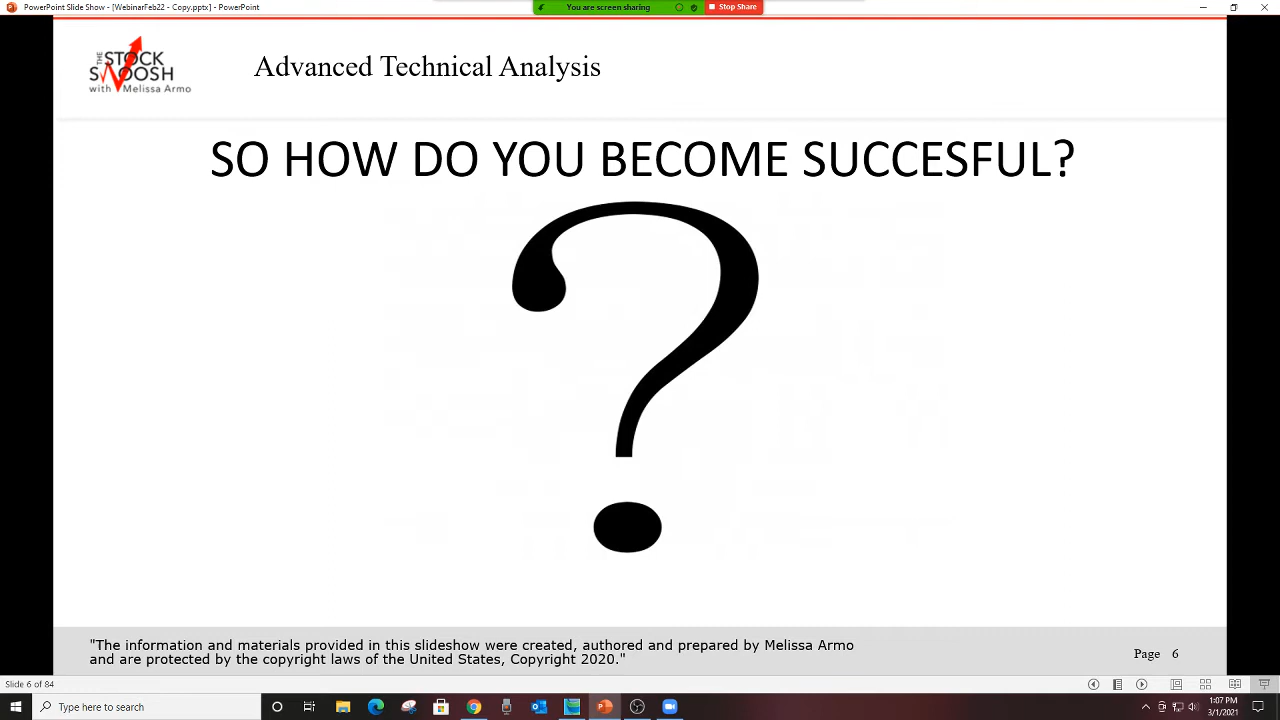 PowerPoint Slide Show - [WebinarFeb22 - Copy.pptx] - PowerPoint
You are screen sharing
Stop Share
THE
STOCK
SWOOSH
with Melissa Armo
Advanced Technical Analysis
SO HOW DO YOU BECOME SUCCESFUL?
?
"The information and materials provided in this slideshow were created, authored and prepared by Melissa Armo
and are protected by the copyright laws of the United States, Copyright 2020."
Page 6
Slide 6 of 84
Type here to search
1:07 PM
3/1/2021